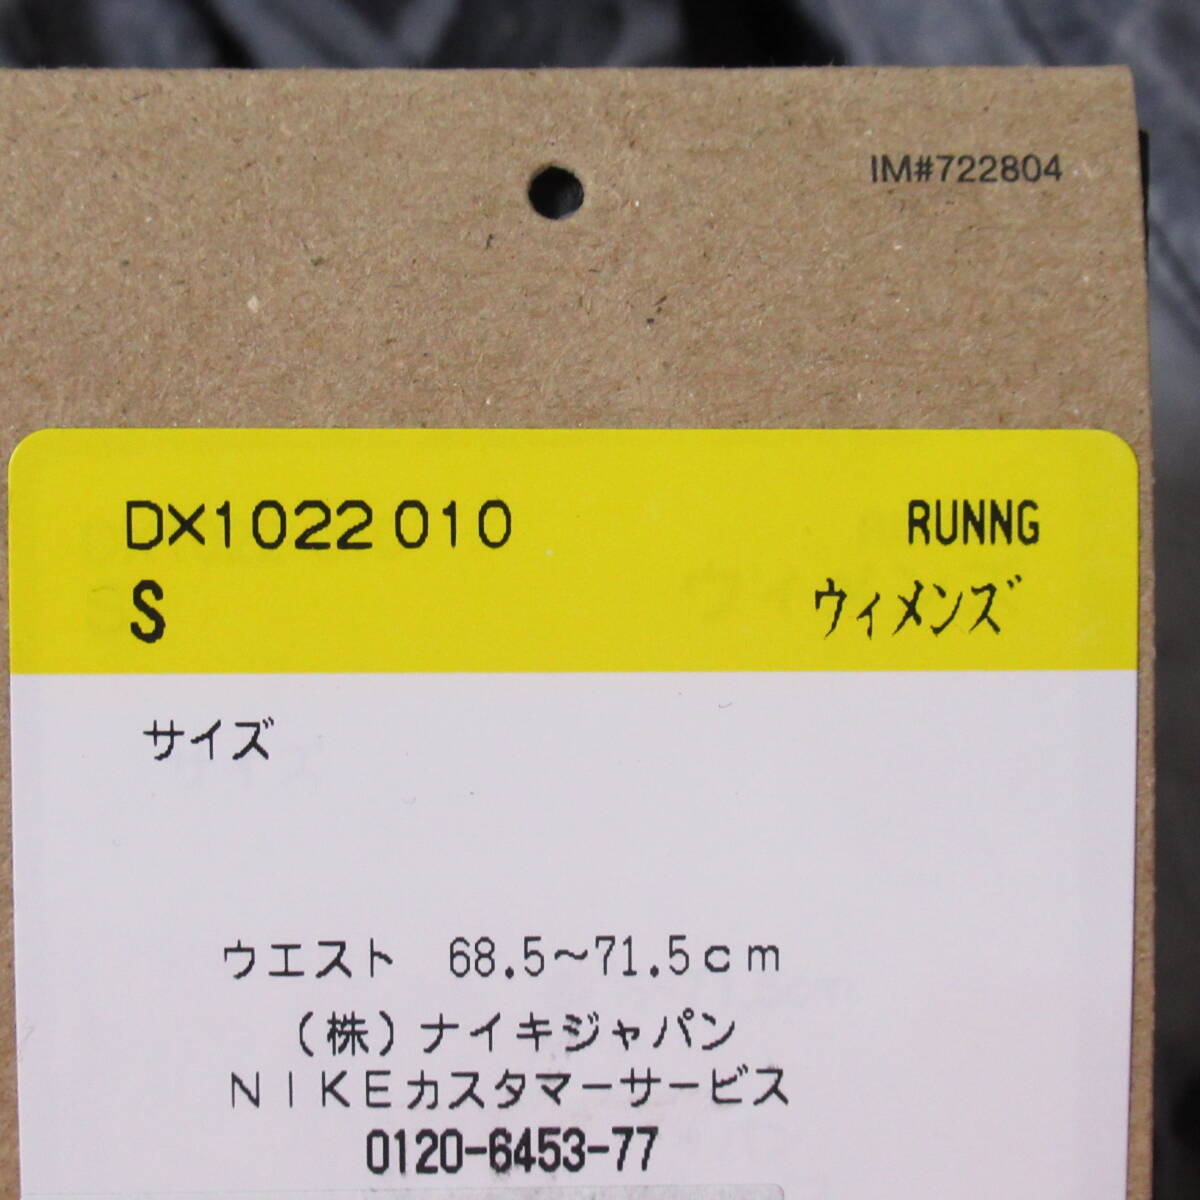 IM#722804
DX1022 010 RUNNG
S ウィメンズ
サイズ
ウエスト 68.5~71.5cm
(株)ナイキジャパン
NIKEカスタマーサービス
0120-6453-77